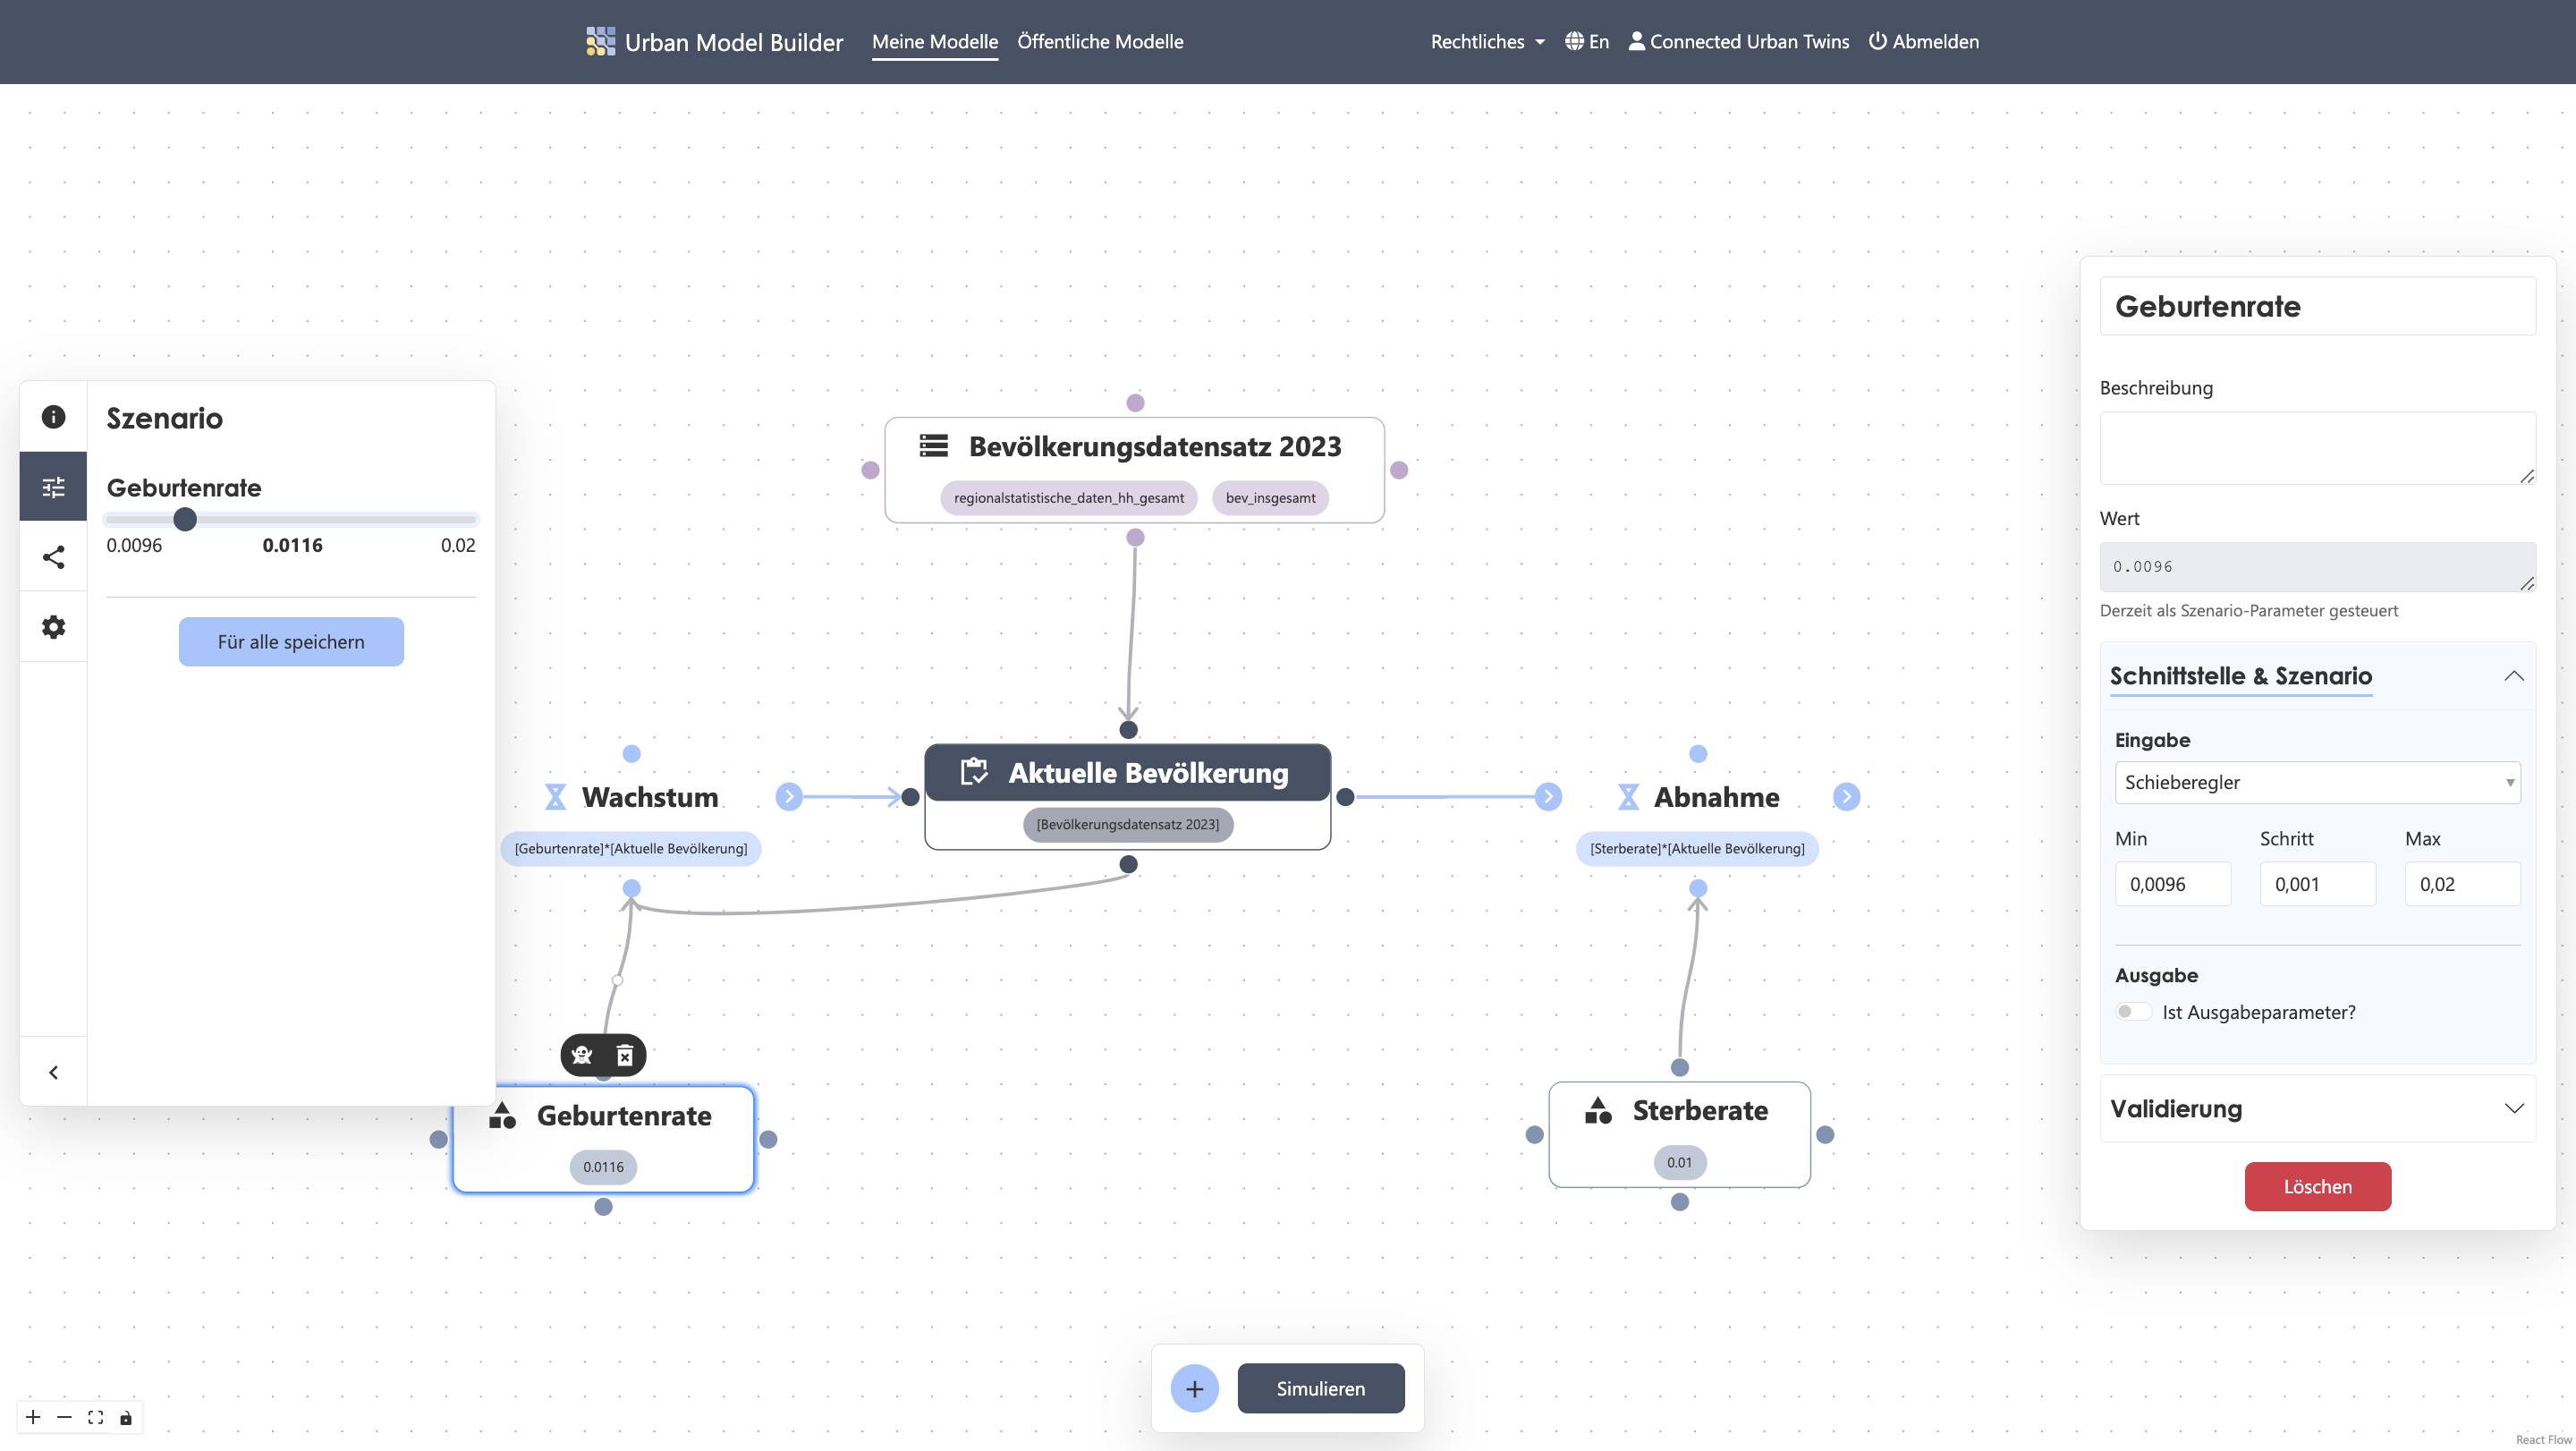 Urban Model Builder
Meine Modelle
Öffentliche Modelle
Rechtliches
En
Connected Urban Twins
Abmelden
Szenario
Geburtenrate
0.0096 0.0116 0.02
Für alle speichern
Bevölkerungsdatensatz 2023
regionalstatistische_daten_hh_gesamt bev_insgesamt
Wachstum
[Geburtenrate]*[Aktuelle Bevölkerung]
Aktuelle Bevölkerung
[Bevölkerungsdatensatz 2023]
Abnahme
[Sterberate]*[Aktuelle Bevölkerung]
Geburtenrate
0.0116
Sterberate
0.01
Simulieren
Geburtenrate
Beschreibung
Wert
0.0096
Derzeit als Szenario-Parameter gesteuert
Schnittstelle & Szenario
Eingabe
Schieberegler
Min Schritt Max
0,0096 0,001 0,02
Ausgabe
Ist Ausgabeparameter?
Validierung
Löschen
React Flow